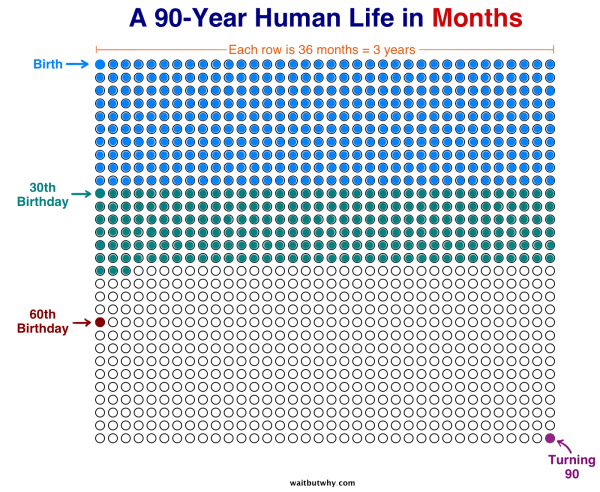 A 90-Year Human Life in Months
Each row is 36 months = 3 years
Birth
30th
Birthday
60th
Birthday
Turning
90
waitbutwhy.com